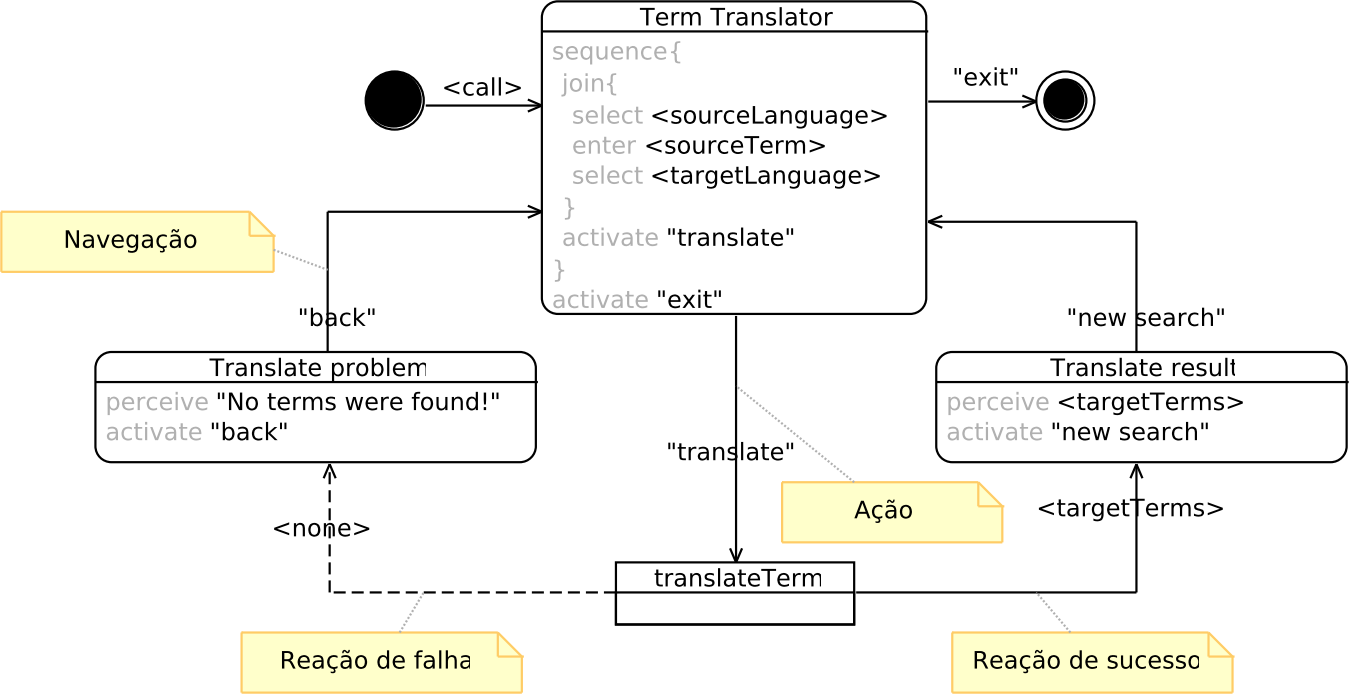 Term Translator
sequence{
join{
select <sourceLanguage>
enter <sourceTerm>
select <targetLanguage>
}
activate "translate"
}
activate "exit"
<call>
"exit"
Navegação
"back"
"new search"
Translate problem
perceive "No terms were found!"
activate "back"
Translate result
perceive <targetTerms>
activate "new search"
"translate"
Ação
<none>
<targetTerms>
translateTerm
Reação de falha
Reação de sucesso